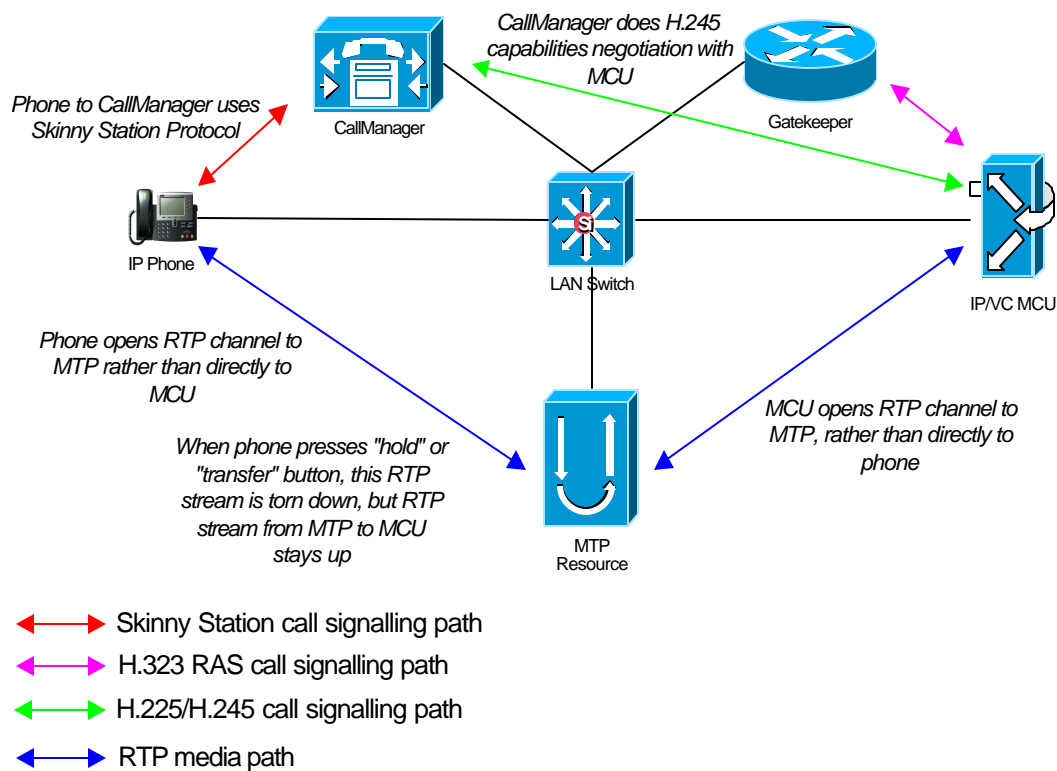 CallManager does H.245
capabilities negotiation with
MCU
Phone to CallManager uses
Skinny Station Protocol
CallManager
Gatekeeper
Si
IP Phone
LAN Switch
IP/VC MCU
Phone opens RTP channel to
MTP rather than directly to
MCU
MCU opens RTP channel to
MTP, rather than directly to
phone
When phone presses "hold" or
"transfer" button, this RTP
stream is torn down, but RTP
stream from MTP to MCU
stays up
MTP
Resource
Skinny Station call signalling path
H.323 RAS call signalling path
H.225/H.245 call signalling path
RTP media path